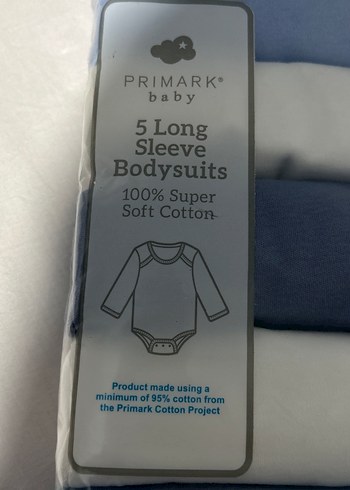 PRIMARK®
baby
5 Long
Sleeve
Bodysuits
100% Super
Soft Cotton
Product made using a
minimum of 95% cotton from
the Primark Cotton Project